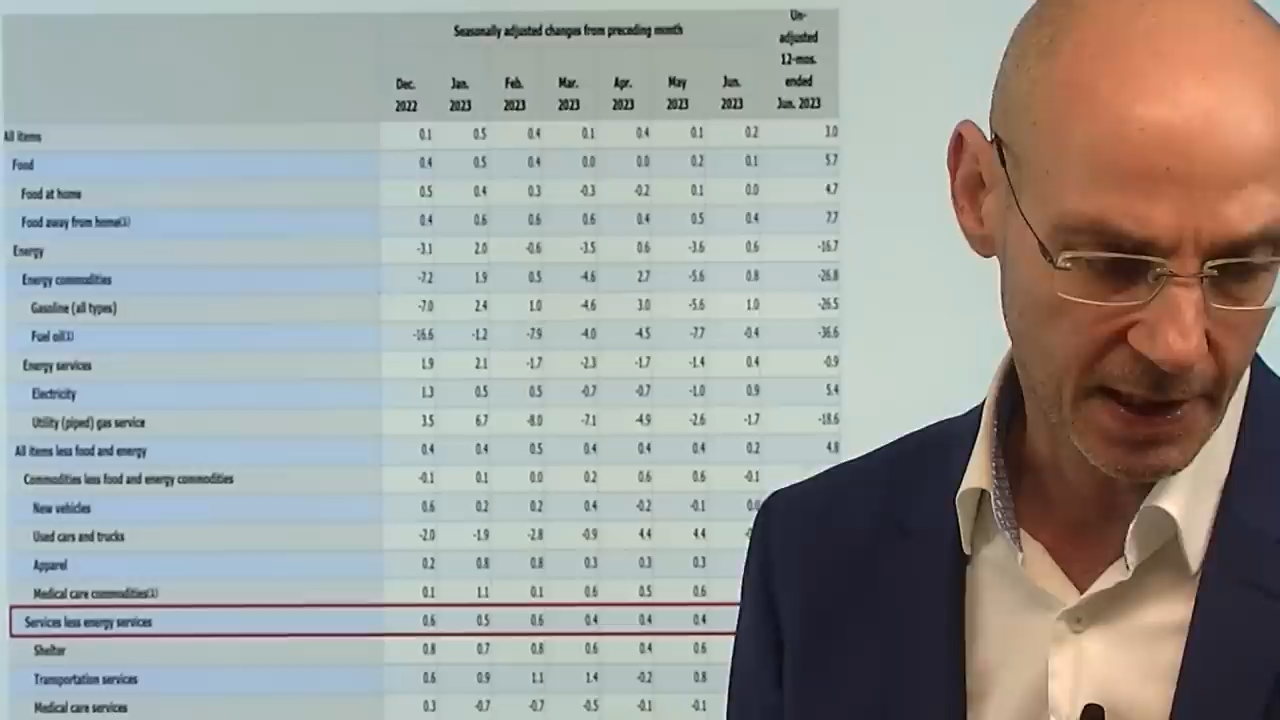 Seasonally adjusted changes from preceding month
Un-
adjusted
12-mos.
ended
Jun. 2023
Dec. 2022 Jan. 2023 Feb. 2023 Mar. 2023 Apr. 2023 May 2023 Jun. 2023
All items 0.1 0.5 0.4 0.1 0.4 0.1 0.2 3.0
Food 0.4 0.5 0.4 0.0 0.0 0.2 0.1 5.7
Food at home 0.5 0.4 0.3 -0.3 -0.2 0.1 0.0 4.7
Food away from home(1) 0.4 0.6 0.6 0.6 0.4 0.5 0.4 7.7
Energy -3.1 2.0 -0.6 -3.5 0.6 -3.6 0.6 -16.7
Energy commodities -7.2 1.9 0.5 -4.6 2.7 -5.6 0.8 -26.8
Gasoline (all types) -7.0 2.4 1.0 -4.6 3.0 -5.6 1.0 -26.5
Fuel oil(1) -16.6 -1.2 -7.9 -4.0 -4.5 -7.7 -0.4 -36.6
Energy services 1.9 2.1 -1.7 -2.3 -1.7 -1.4 0.4 -0.9
Electricity 1.3 0.5 0.5 -0.7 -0.7 -1.0 0.9 5.4
Utility (piped) gas service 3.5 6.7 -8.0 -7.1 -4.9 -2.6 -1.7 -18.6
All items less food and energy 0.4 0.4 0.5 0.4 0.4 0.4 0.2 4.8
Commodities less food and energy commodities -0.1 0.1 0.0 0.2 0.6 0.6 -0.1
New vehicles 0.6 0.2 0.2 0.4 -0.2 -0.1 0.0
Used cars and trucks -2.0 -1.9 -2.8 -0.9 4.4 4.4
Apparel 0.2 0.8 0.8 0.3 0.3 0.3
Medical care commodities(1) 0.1 1.1 0.1 0.6 0.5 0.6
Services less energy services 0.6 0.5 0.6 0.4 0.4 0.4
Shelter 0.8 0.7 0.8 0.6 0.4 0.6
Transportation services 0.6 0.9 1.1 1.4 -0.2 0.8
Medical care services 0.3 -0.7 -0.7 -0.5 -0.1 -0.1